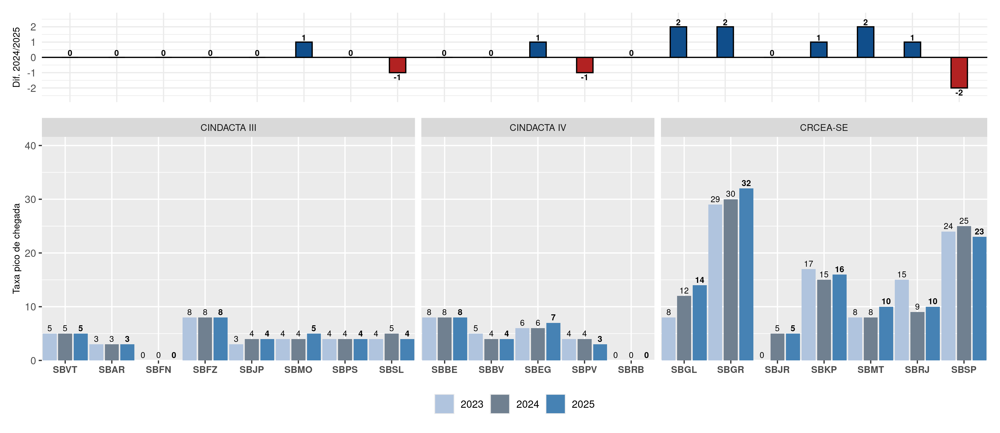 Dif. 2024/2025
2
1
0
-1
-2
0 0 0 0 0 1 0 -1 0 0 1 -1 0 2 2 0 1 2 1 -2
CINDACTA III CINDACTA IV CRCEA-SE
Taxa pico de chegada
40
30
20
10
0
5 5 5 3 3 3 0 0 0 8 8 8 3 4 4 4 4 5 4 4 4 4 5 4
8 8 8 5 4 4 6 6 7 4 4 3 0 0 0
8 12 14 29 30 32 0 5 5 17 15 16 8 8 10 15 9 10 24 25 23
SBVT SBAR SBFN SBFZ SBJP SBMO SBPS SBSL SBBE SBBV SBEG SBPV SBRB SBGL SBGR SBJR SBKP SBMT SBRJ SBSP
2023 2024 2025